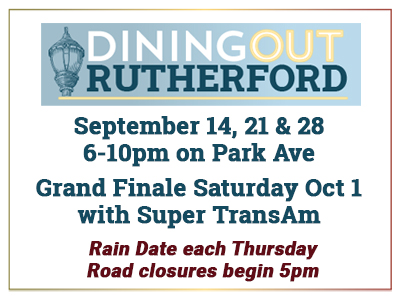 DINING OUT
RUTHERFORD
September 14, 21 & 28
6-10pm on Park Ave
Grand Finale Saturday Oct 1
with Super TransAm
Rain Date each Thursday
Road closures begin 5pm